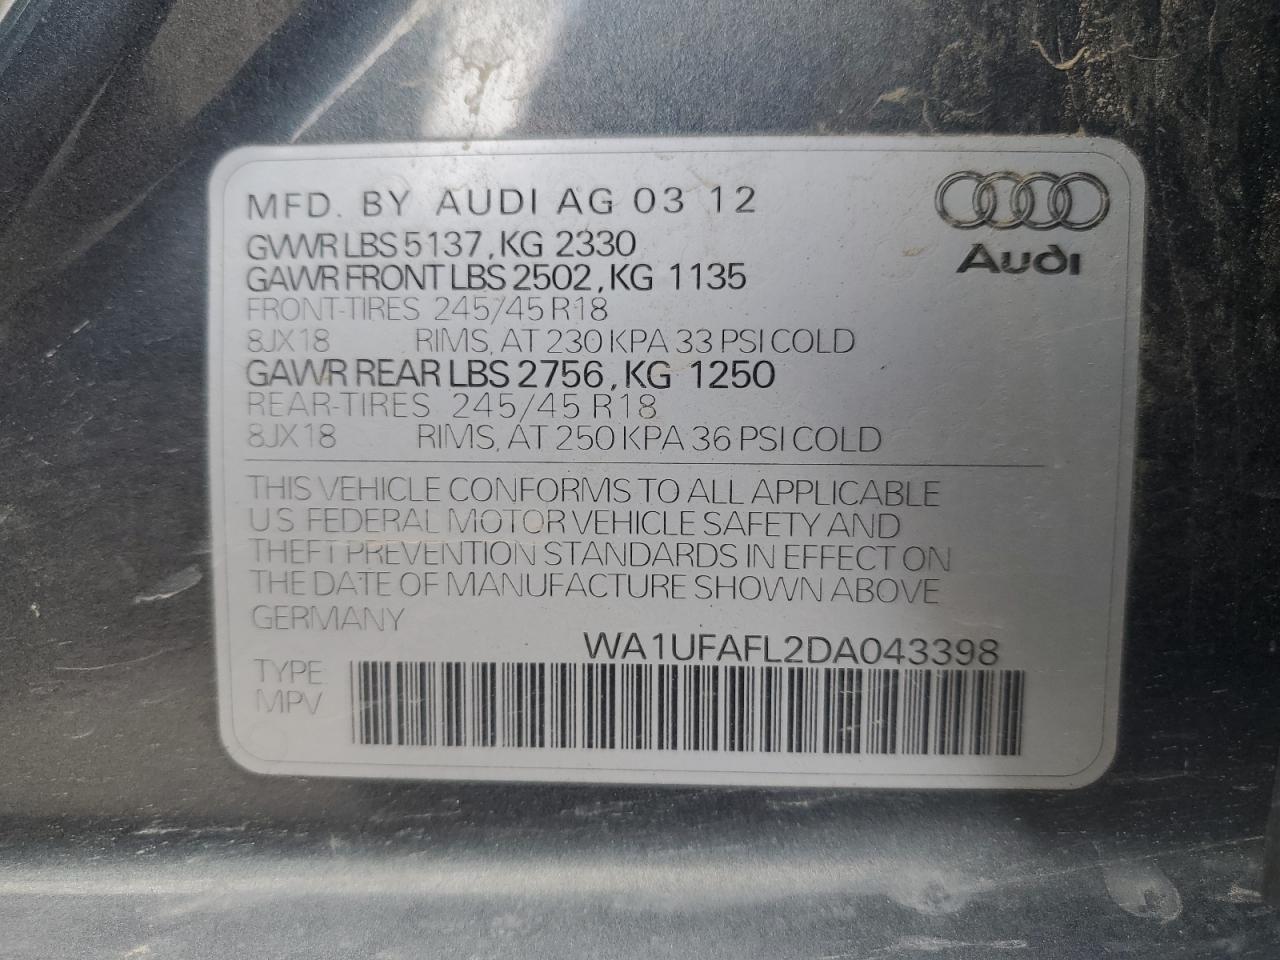 MFD. BY AUDI AG 03 12
GVWR LBS 5137, KG 2330
GAWR FRONT LBS 2502, KG 1135
FRONT-TIRES 245/45 R18
8JX18 RIMS, AT 230 KPA 33 PSI COLD
GAWR REAR LBS 2756, KG 1250
REAR-TIRES 245/45 R18
8JX18 RIMS, AT 250 KPA 36 PSI COLD
Audi
THIS VEHICLE CONFORMS TO ALL APPLICABLE
US FEDERAL MOTOR VEHICLE SAFETY AND
THEFT PREVENTION STANDARDS IN EFFECT ON
THE DATE OF MANUFACTURE SHOWN ABOVE
GERMANY
WA1UFAFL2DA043398
TYPE
MPV